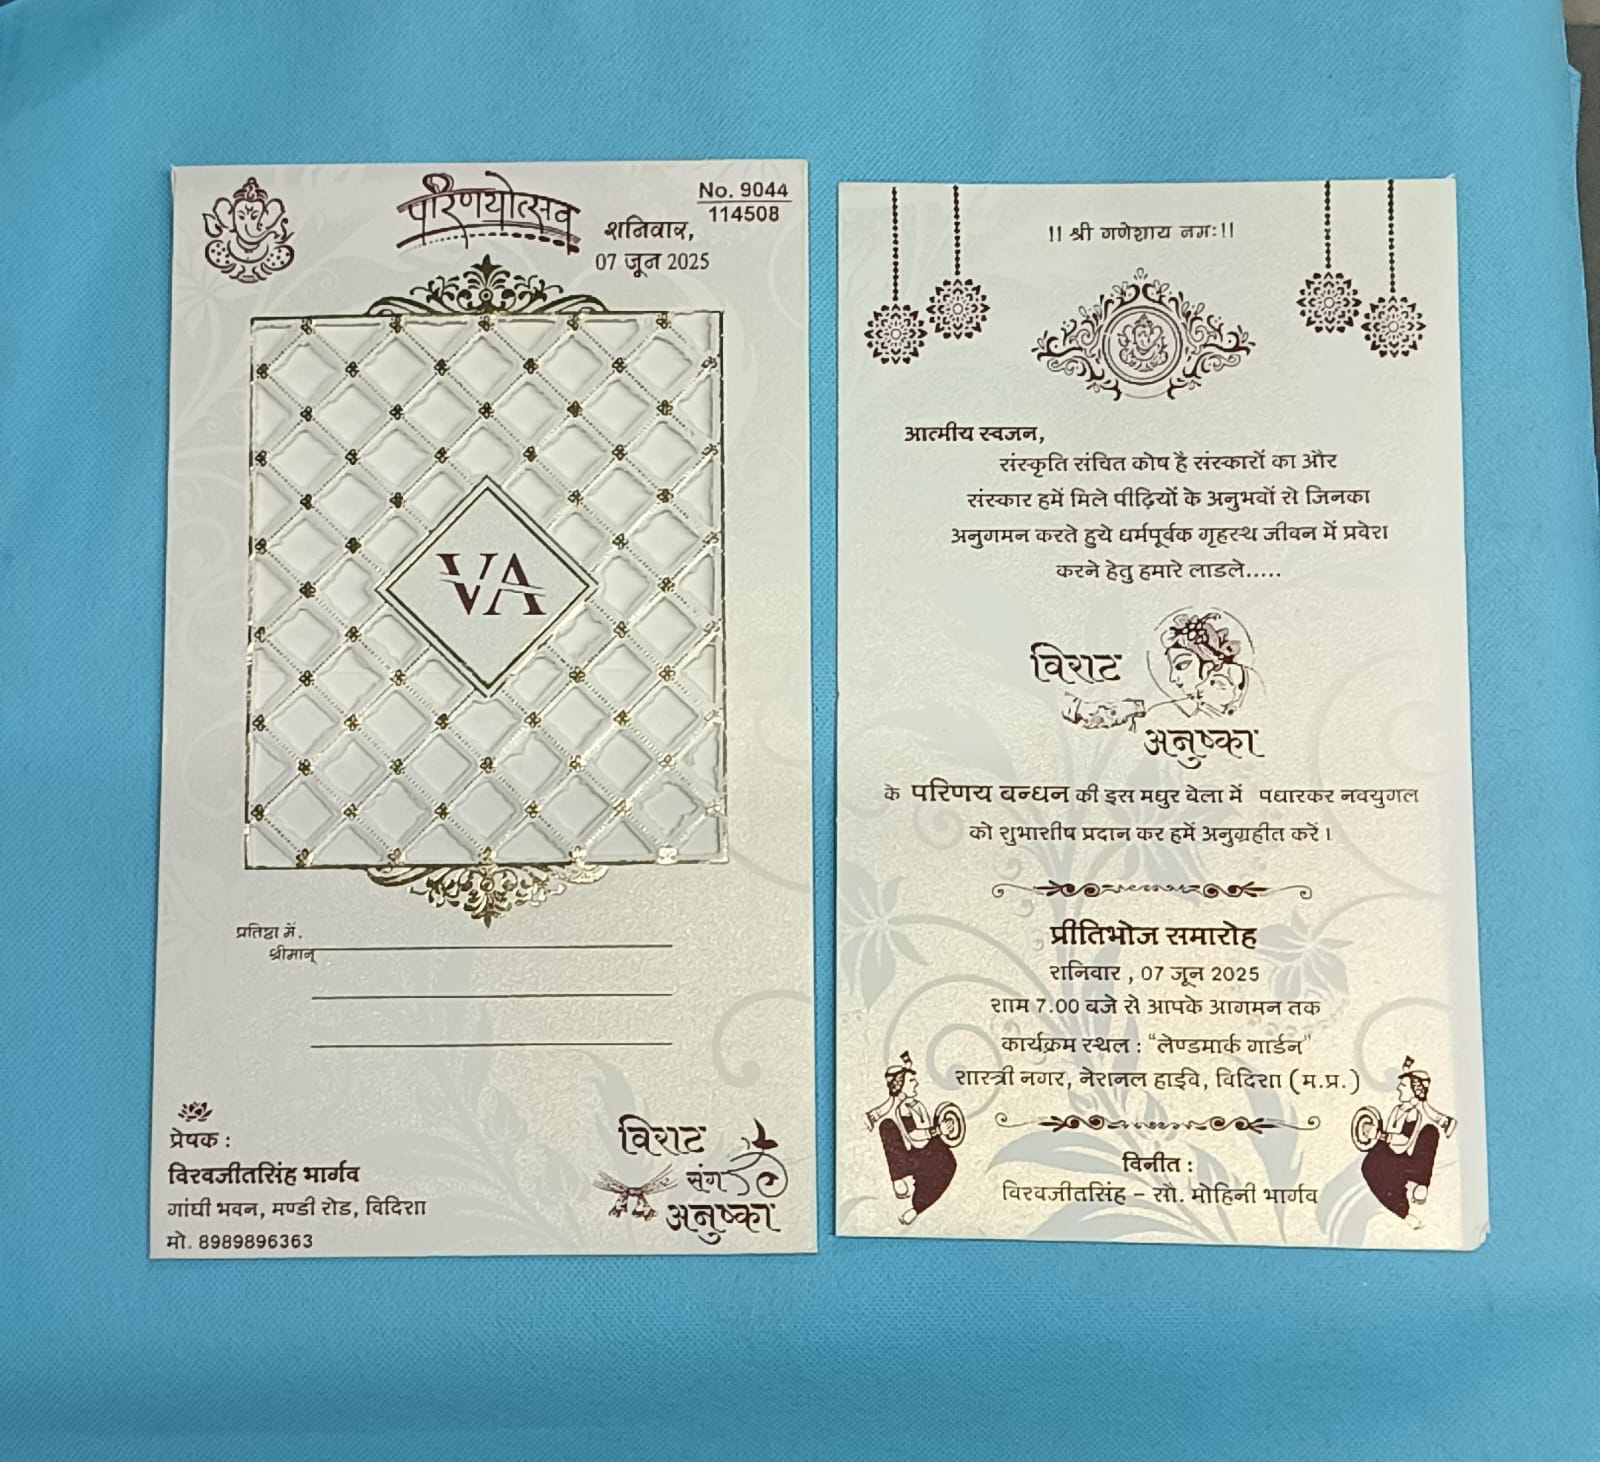 परिणयोत्सव
शनिवार,
07 जून 2025
No. 9044
114508
VA
प्रतिष्ठा में,
श्रीमान्
प्रेषक :
विश्वजीतसिंह भार्गव
गांधी भवन, मण्डी रोड, विदिशा
मो. 8989896363
विराट
संग
अनुष्का
!! श्री गणेशाय नमः!!
आत्मीय स्वजन,
संस्कृति संचित कोष है संस्कारों का और
संस्कार हमें मिले पीढ़ियों के अनुभवों से जिनका
अनुगमन करते हुये धर्मपूर्वक गृहस्थ जीवन में प्रवेश
करने हेतु हमारे लाडले.....
विराट
अनुष्का
के परिणय बन्धन की इस मधुर बेला में पधारकर नवयुगल
को शुभाशीष प्रदान कर हमें अनुग्रहीत करें ।
प्रीतिभोज समारोह
शनिवार , 07 जून 2025
शाम 7.00 बजे से आपके आगमन तक
कार्यक्रम स्थल : “लेण्डमार्क गार्डन”
शास्त्री नगर, नेशनल हाईवे, विदिशा (म.प्र.)
विनीत :
विश्वजीतसिंह – सौ. मोहिनी भार्गव